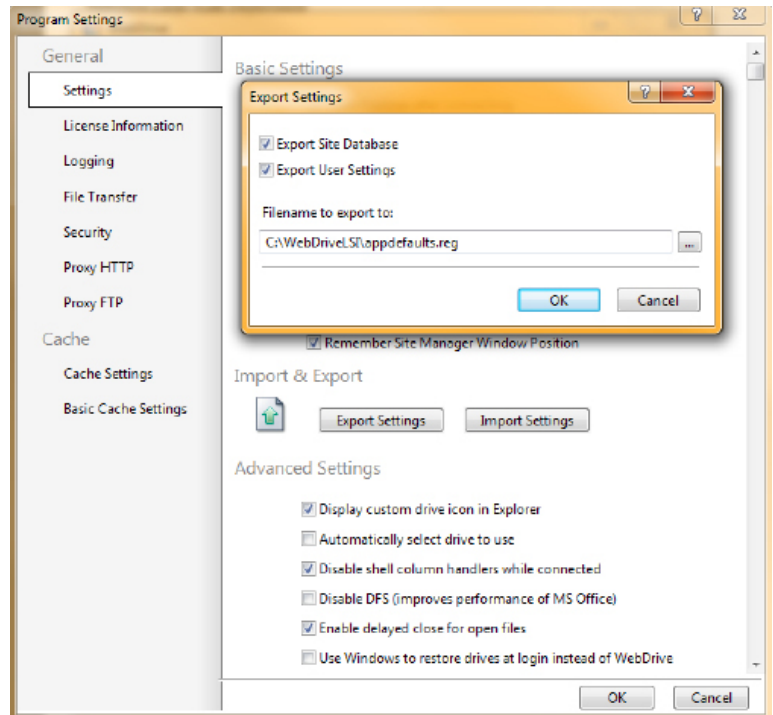 Program Settings
General
Settings
License Information
Logging
File Transfer
Security
Proxy HTTP
Proxy FTP
Cache
Cache Settings
Basic Cache Settings
Basic Settings
Export Settings
Export Site Database
Export User Settings
Filename to export to:
C:\WebDriveLSI\appdefaults.reg
...
OK Cancel
Remember Site Manager Window Position
Import & Export
Export Settings Import Settings
Advanced Settings
Display custom drive icon in Explorer
Automatically select drive to use
Disable shell column handlers while connected
Disable DFS (improves performance of MS Office)
Enable delayed close for open files
Use Windows to restore drives at login instead of WebDrive
OK Cancel